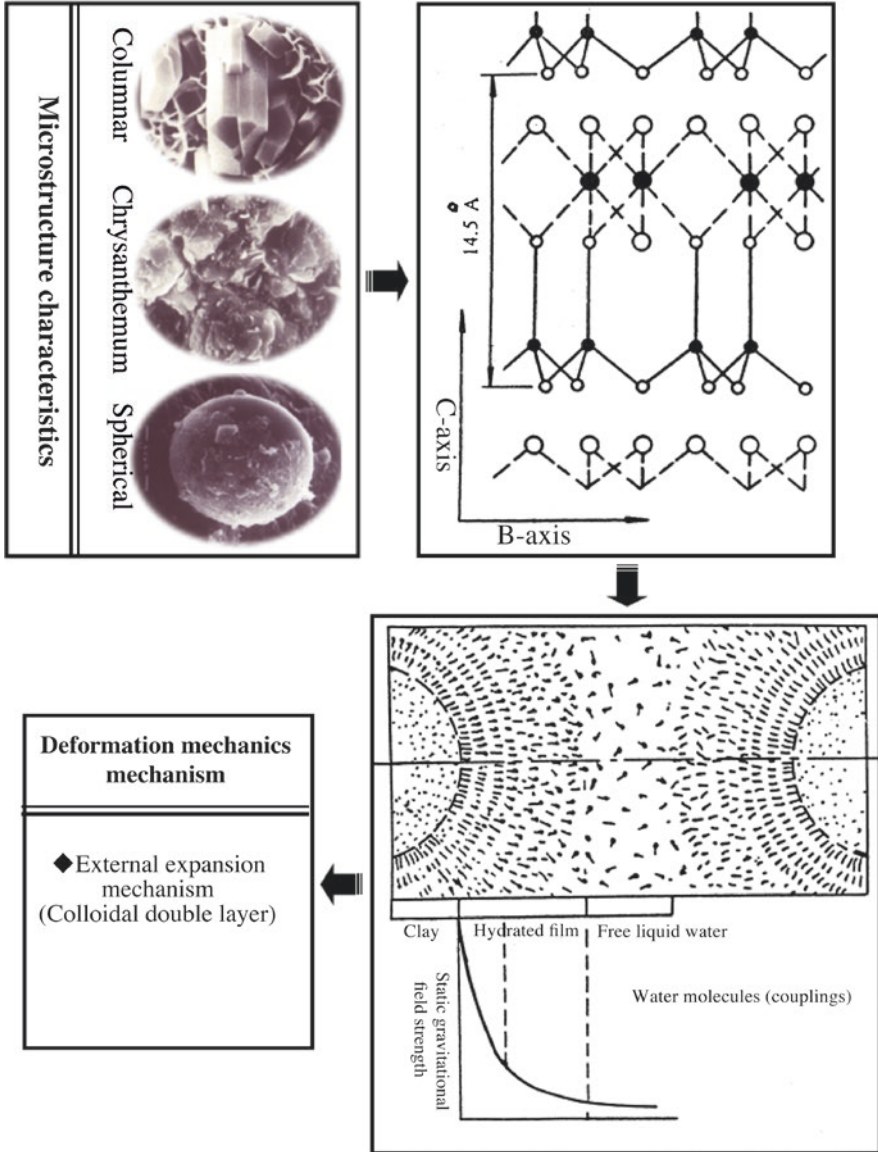 Microstructure characteristics
Columnar
Chrysanthemum
Spherical
14.5 Å
C-axis
B-axis
Clay
Hydrated film
Free liquid water
Static gravitational
field strength
Water molecules (couplings)
Deformation mechanics
mechanism
◆External expansion
mechanism
(Colloidal double layer)